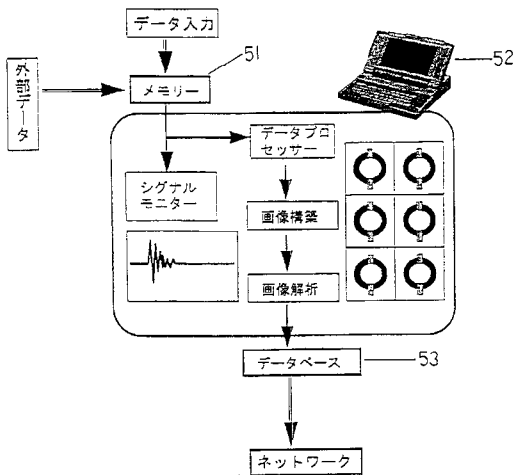 データ入力
51
52
外部データ
メモリー
データプロ
セッサー
シグナル
モニター
画像構築
画像解析
データベース
53
ネットワーク